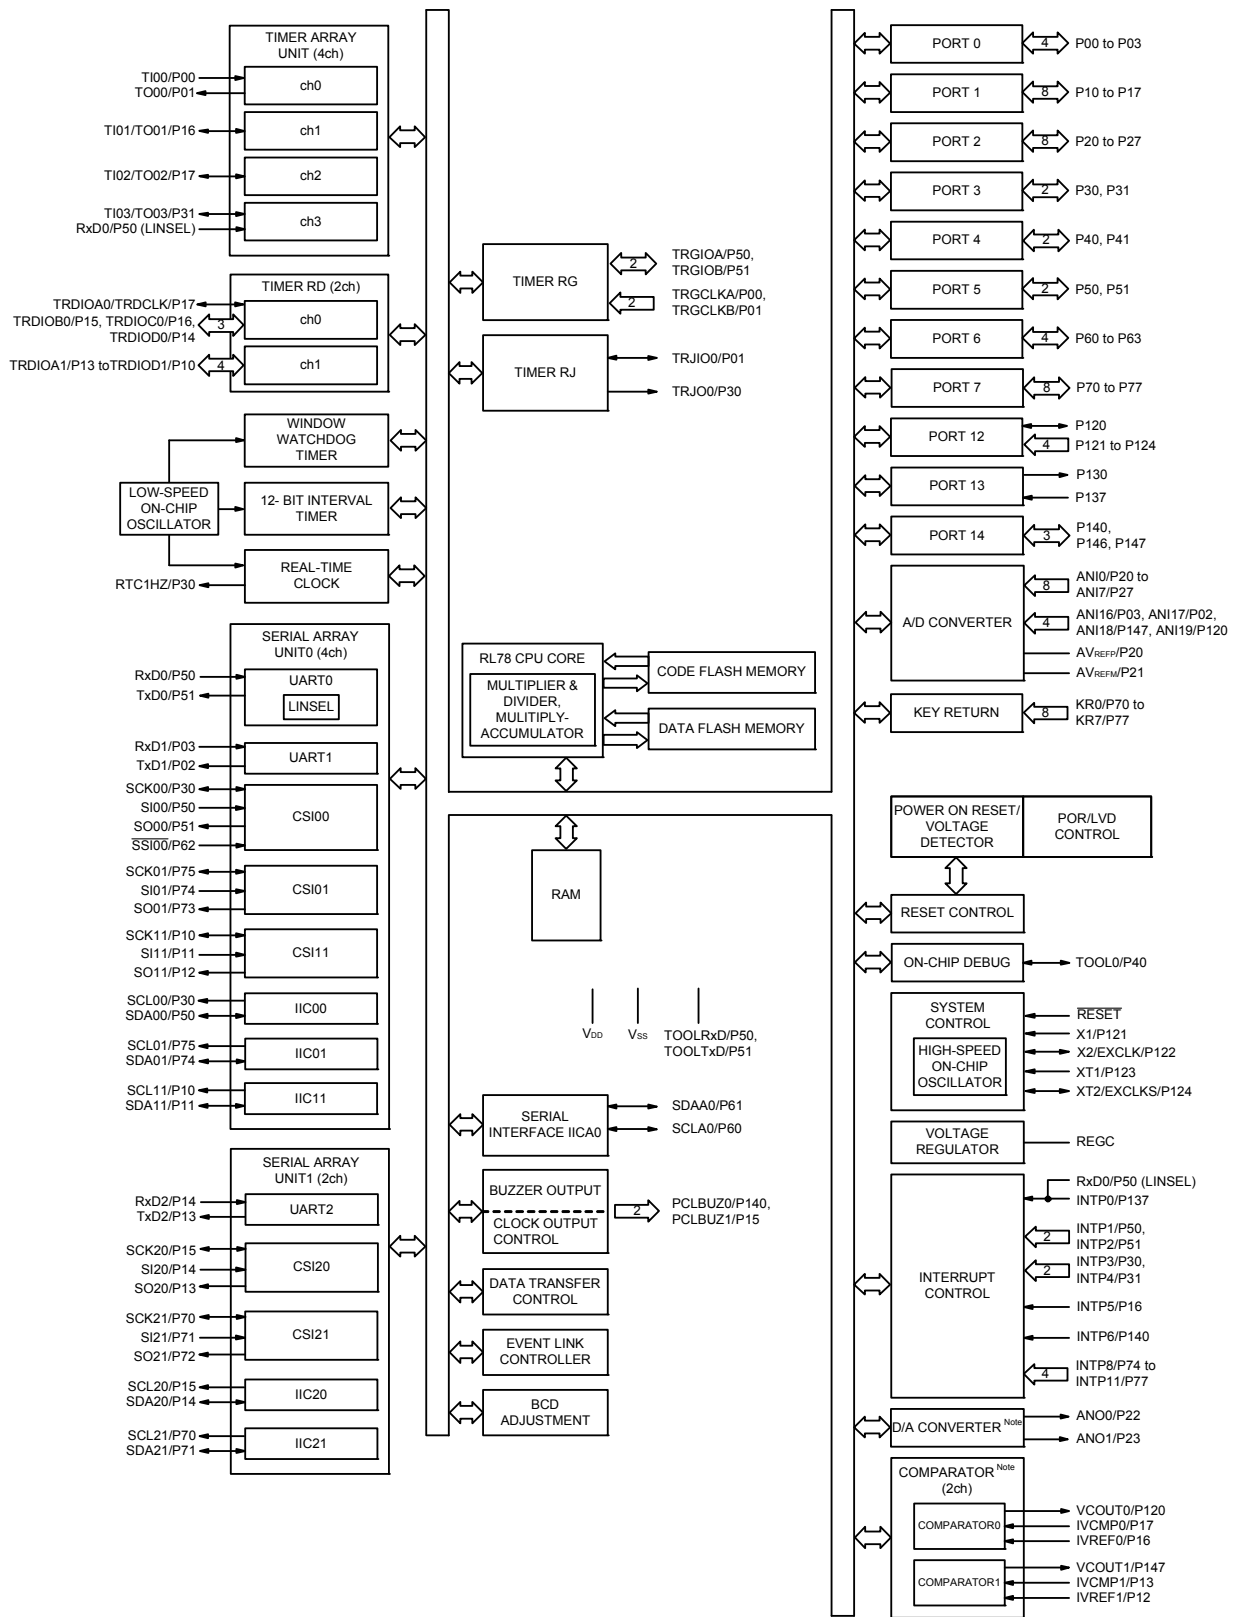 TIMER ARRAY
UNIT (4ch)
TI00/P00
TO00/P01
ch0
TI01/TO01/P16
ch1
TI02/TO02/P17
ch2
TI03/TO03/P31
RxD0/P50 (LINSEL)
ch3
TIMER RD (2ch)
TRDIOA0/TRDCLK/P17
TRDIOB0/P15, TRDIOC0/P16,
TRDIOD0/P14
3
ch0
TRDIOA1/P13 toTRDIOD1/P10
4
ch1
WINDOW
WATCHDOG
TIMER
LOW-SPEED
ON-CHIP
OSCILLATOR
12- BIT INTERVAL
TIMER
RTC1HZ/P30
REAL-TIME
CLOCK
SERIAL ARRAY
UNIT0 (4ch)
RxD0/P50
TxD0/P51
UART0
LINSEL
RxD1/P03
TxD1/P02
UART1
SCK00/P30
SI00/P50
SO00/P51
SSI00/P62
CSI00
SCK01/P75
SI01/P74
SO01/P73
CSI01
SCK11/P10
SI11/P11
SO11/P12
CSI11
SCL00/P30
SDA00/P50
IIC00
SCL01/P75
SDA01/P74
IIC01
SCL11/P10
SDA11/P11
IIC11
SERIAL ARRAY
UNIT1 (2ch)
RxD2/P14
TxD2/P13
UART2
SCK20/P15
SI20/P14
SO20/P13
CSI20
SCK21/P70
SI21/P71
SO21/P72
CSI21
SCL20/P15
SDA20/P14
IIC20
SCL21/P70
SDA21/P71
IIC21
TIMER RG
2
TRGIOA/P50,
TRGIOB/P51
2
TRGCLKA/P00,
TRGCLKB/P01
TIMER RJ
TRJIO0/P01
TRJO0/P30
RL78 CPU CORE
MULTIPLIER &
DIVIDER,
MULITIPLY-
ACCUMULATOR
CODE FLASH MEMORY
DATA FLASH MEMORY
RAM
VDD
VSS
TOOLRxD/P50,
TOOLTxD/P51
SERIAL
INTERFACE IICA0
SDAA0/P61
SCLA0/P60
BUZZER OUTPUT
CLOCK OUTPUT
CONTROL
2
PCLBUZ0/P140,
PCLBUZ1/P15
DATA TRANSFER
CONTROL
EVENT LINK
CONTROLLER
BCD
ADJUSTMENT
PORT 0
4
P00 to P03
PORT 1
8
P10 to P17
PORT 2
8
P20 to P27
PORT 3
2
P30, P31
PORT 4
2
P40, P41
PORT 5
2
P50, P51
PORT 6
4
P60 to P63
PORT 7
8
P70 to P77
PORT 12
P120
4
P121 to P124
PORT 13
P130
P137
PORT 14
3
P140,
P146, P147
A/D CONVERTER
8
ANI0/P20 to
ANI7/P27
4
ANI16/P03, ANI17/P02,
ANI18/P147, ANI19/P120
AVREFP/P20
AVREFM/P21
KEY RETURN
8
KR0/P70 to
KR7/P77
POWER ON RESET/
VOLTAGE
DETECTOR
POR/LVD
CONTROL
RESET CONTROL
ON-CHIP DEBUG
TOOL0/P40
SYSTEM
CONTROL
HIGH-SPEED
ON-CHIP
OSCILLATOR
RESET
X1/P121
X2/EXCLK/P122
XT1/P123
XT2/EXCLKS/P124
VOLTAGE
REGULATOR
REGC
INTERRUPT
CONTROL
RxD0/P50 (LINSEL)
INTP0/P137
2
INTP1/P50,
INTP2/P51
2
INTP3/P30,
INTP4/P31
INTP5/P16
INTP6/P140
4
INTP8/P74 to
INTP11/P77
D/A CONVERTER Note
ANO0/P22
ANO1/P23
COMPARATOR Note
(2ch)
COMPARATOR0
VCOUT0/P120
IVCMP0/P17
IVREF0/P16
COMPARATOR1
VCOUT1/P147
IVCMP1/P13
IVREF1/P12